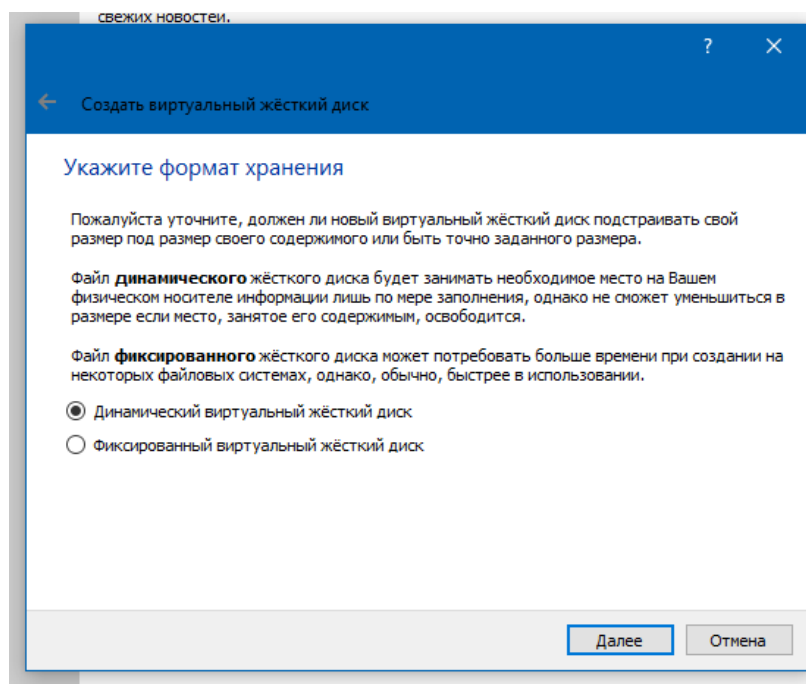 свежих новостей.
?
Создать виртуальный жёсткий диск
Укажите формат хранения
Пожалуйста уточните, должен ли новый виртуальный жёсткий диск подстраивать свой
размер под размер своего содержимого или быть точно заданного размера.
Файл динамического жёсткого диска будет занимать необходимое место на Вашем
физическом носителе информации лишь по мере заполнения, однако не сможет уменьшиться в
размере если место, занятое его содержимым, освободится.
Файл фиксированного жёсткого диска может потребовать больше времени при создании на
некоторых файловых системах, однако, обычно, быстрее в использовании.
Динамический виртуальный жёсткий диск
Фиксированный виртуальный жёсткий диск
Далее Отмена